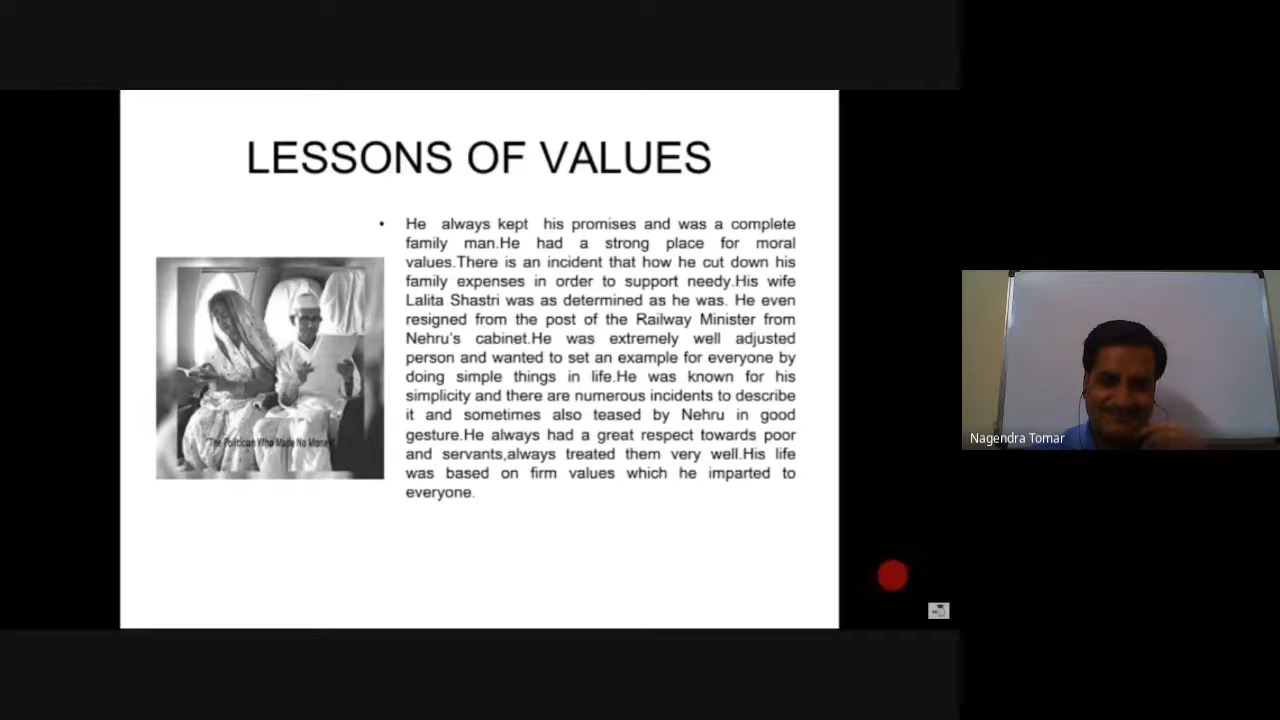 LESSONS OF VALUES
• He always kept his promises and was a complete
family man.He had a strong place for moral
values.There is an incident that how he cut down his
family expenses in order to support needy.His wife
Lalita Shastri was as determined as he was. He even
resigned from the post of the Railway Minister from
Nehru's cabinet.He was extremely well adjusted
person and wanted to set an example for everyone by
doing simple things in life.He was known for his
simplicity and there are numerous incidents to describe
it and sometimes also teased by Nehru in good
gesture.He always had a great respect towards poor
and servants,always treated them very well.His life
was based on firm values which he imparted to
everyone.
"The Politician Who Made No Money"
Nagendra Tomar